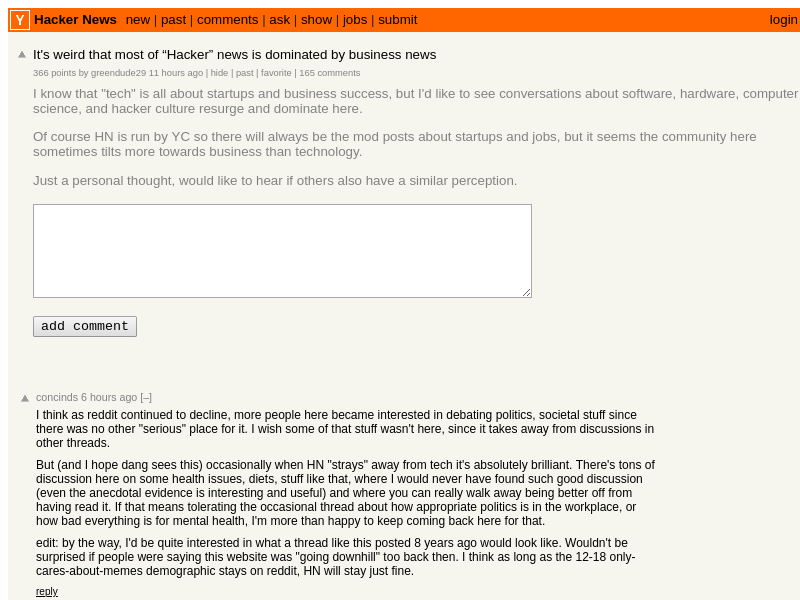 Y Hacker News new | past | comments | ask | show | jobs | submit login
It's weird that most of “Hacker” news is dominated by business news
366 points by greendude29 11 hours ago | hide | past | favorite | 165 comments
I know that "tech" is all about startups and business success, but I'd like to see conversations about software, hardware, computer
science, and hacker culture resurge and dominate here.
Of course HN is run by YC so there will always be the mod posts about startups and jobs, but it seems the community here
sometimes tilts more towards business than technology.
Just a personal thought, would like to hear if others also have a similar perception.
add comment
concinds 6 hours ago [–]
I think as reddit continued to decline, more people here became interested in debating politics, societal stuff since
there was no other "serious" place for it. I wish some of that stuff wasn't here, since it takes away from discussions in
other threads.
But (and I hope dang sees this) occasionally when HN "strays" away from tech it's absolutely brilliant. There's tons of
discussion here on some health issues, diets, stuff like that, where I would never have found such good discussion
(even the anecdotal evidence is interesting and useful) and where you can really walk away being better off from
having read it. If that means tolerating the occasional thread about how appropriate politics is in the workplace, or
how bad everything is for mental health, I'm more than happy to keep coming back here for that.
edit: by the way, I'd be quite interested in what a thread like this posted 8 years ago would look like. Wouldn't be
surprised if people were saying this website was "going downhill" too back then. I think as long as the 12-18 only-
cares-about-memes demographic stays on reddit, HN will stay just fine.
reply